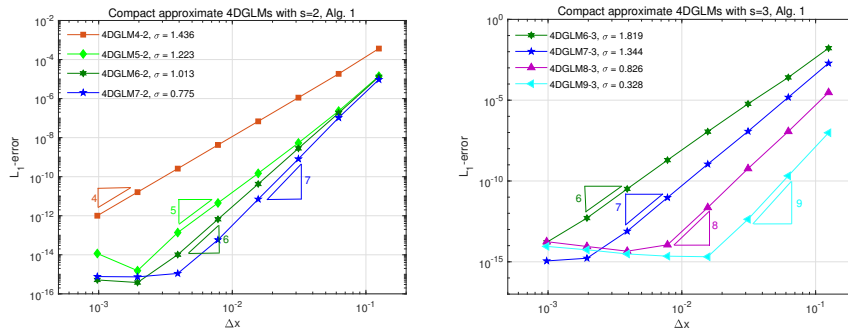 Compact approximate 4DGLMs with s=2, Alg. 1
10^-2
10^-4
10^-6
10^-8
10^-10
10^-12
10^-14
10^-16
L₁-error
4DGLM4-2, σ = 1.436
4DGLM5-2, σ = 1.223
4DGLM6-2, σ = 1.013
4DGLM7-2, σ = 0.775
4
5
6
7
10^-3
10^-2
10^-1
Δx
Compact approximate 4DGLMs with s=3, Alg. 1
10^0
10^-5
10^-10
10^-15
L₁-error
4DGLM6-3, σ = 1.819
4DGLM7-3, σ = 1.344
4DGLM8-3, σ = 0.826
4DGLM9-3, σ = 0.328
6
7
8
9
10^-3
10^-2
10^-1
Δx